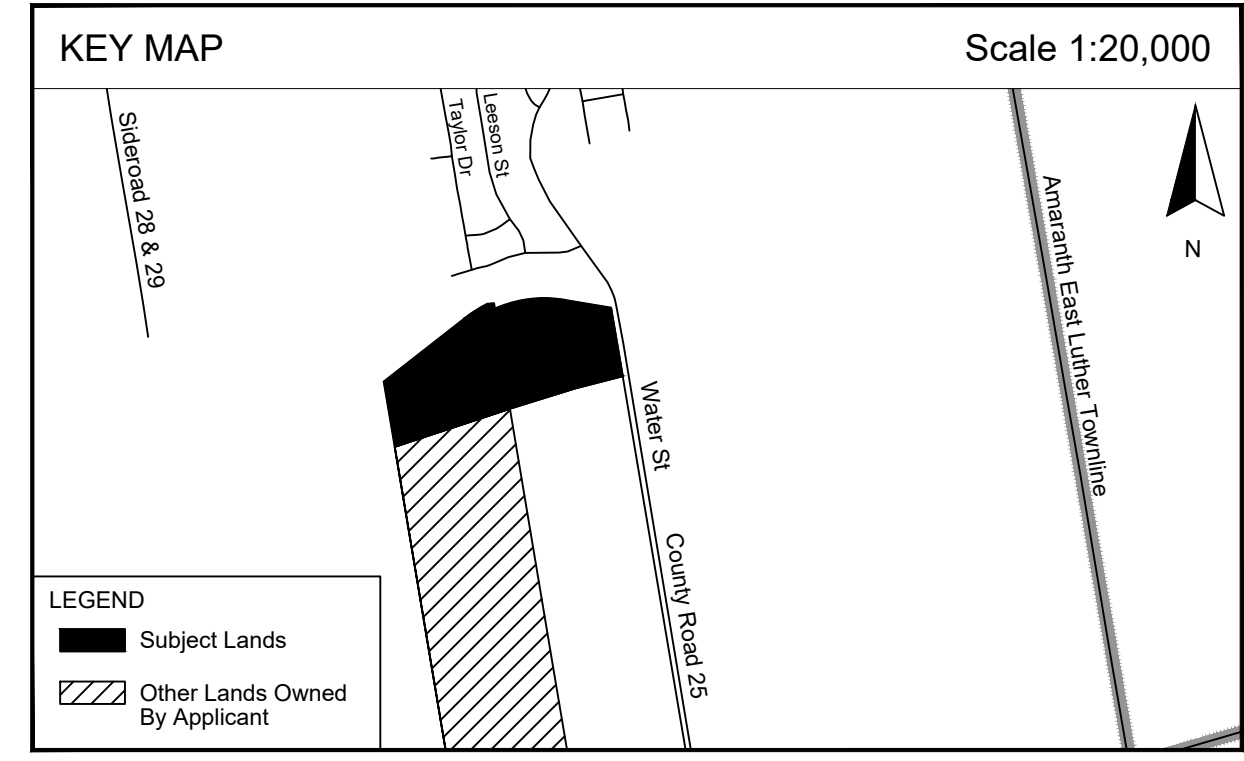 KEY MAP
Scale 1:20,000
Sideroad 28 & 29
Taylor Dr
Leeson St
Amaranth East Luther Townline
N
Water St
County Road 25
LEGEND
Subject Lands
Other Lands Owned
By Applicant